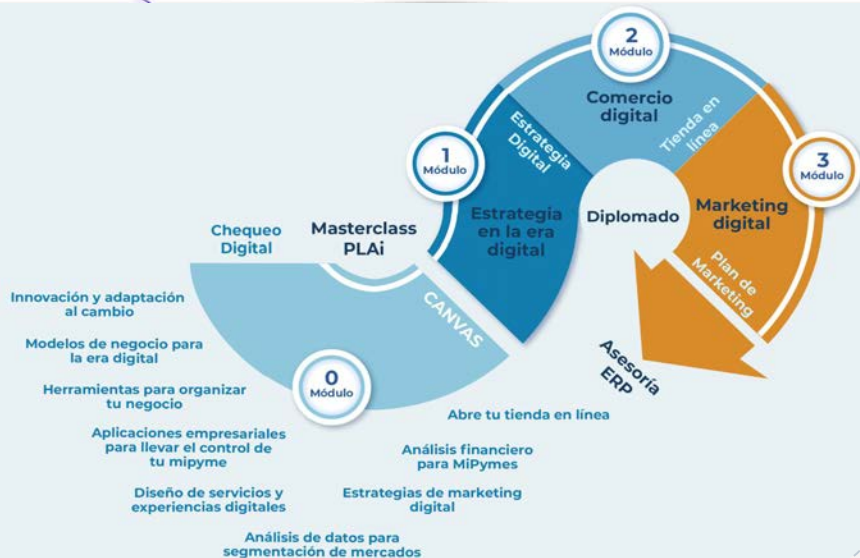 2
Módulo
Comercio
digital
Tienda en
línea
1
Módulo
Estrategia
Digital
Estrategia
en la era
digital
3
Módulo
Marketing
digital
Plan de
Marketing
Diplomado
Asesoría
ERP
Chequeo
Digital
Masterclass
PLAi
CANVAS
0
Módulo
Innovación y adaptación
al cambio
Modelos de negocio para
la era digital
Herramientas para organizar
tu negocio
Aplicaciones empresariales
para llevar el control de
tu mipyme
Diseño de servicios y
experiencias digitales
Análisis de datos para
segmentación de mercados
Estrategias de marketing
digital
Análisis financiero
para MiPymes
Abre tu tienda en línea